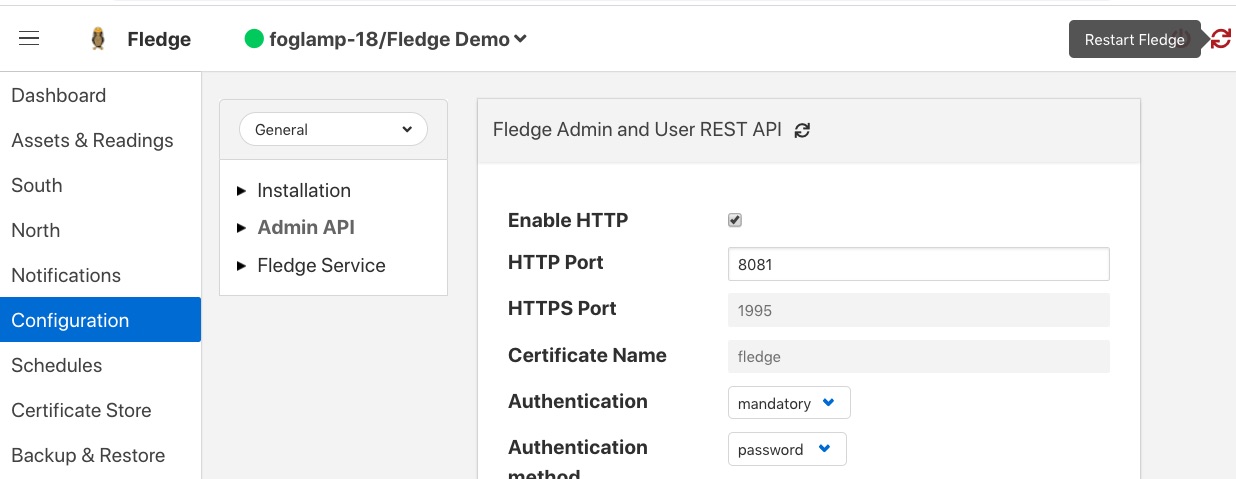 Fledge
foglamp-18/Fledge Demo
Restart Fledge
Dashboard
Assets & Readings
South
North
Notifications
Configuration
Schedules
Certificate Store
Backup & Restore
General
Installation
Admin API
Fledge Service
Fledge Admin and User REST API
Enable HTTP
HTTP Port 8081
HTTPS Port 1995
Certificate Name fledge
Authentication mandatory
Authentication password
method